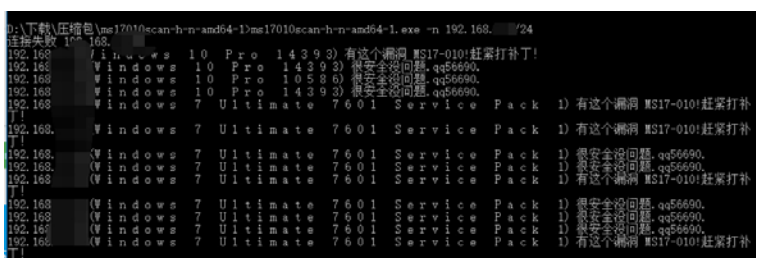 D:\下载\压缩包\ms17010scan-h-n-amd64-1>ms17010scan-h-n-amd64-1.exe -n 192.168. /24
连接失败 192.168.
192.168 indows 10 Pro 14393) 有这个漏洞 MS17-010!赶紧打补丁!
192.168 (Windows 10 Pro 14393) 很安全没问题.qq56690.
192.168 (Windows 10 Pro 10586) 很安全没问题.qq56690.
192.168 (Windows 10 Pro 14393) 很安全没问题.qq56690.
192.168 (Windows 7 Ultimate 7601 Service Pack 1) 有这个漏洞 MS17-010!赶紧打补
丁!
192.168. (Windows 7 Ultimate 7601 Service Pack 1) 有这个漏洞 MS17-010!赶紧打补
丁!
192.168. (Windows 7 Ultimate 7601 Service Pack 1) 很安全没问题.qq56690.
192.168 (Windows 7 Ultimate 7601 Service Pack 1) 很安全没问题.qq56690.
192.168. (Windows 7 Ultimate 7601 Service Pack 1) 有这个漏洞 MS17-010!赶紧打补
丁!
192.168 (Windows 7 Ultimate 7601 Service Pack 1) 很安全没问题.qq56690.
192.168 (Windows 7 Ultimate 7601 Service Pack 1) 很安全没问题.qq56690.
192.168 (Windows 7 Ultimate 7601 Service Pack 1) 很安全没问题.qq56690.
192.168 (Windows 7 Ultimate 7601 Service Pack 1) 有这个漏洞 MS17-010!赶紧打补
丁!